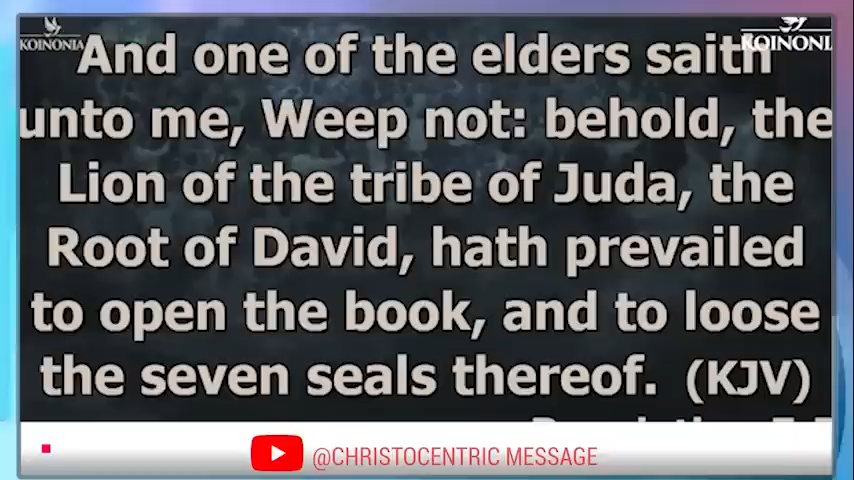 KOINONIA
KOINONI
And one of the elders saith
unto me, Weep not: behold, the
Lion of the tribe of Juda, the
Root of David, hath prevailed
to open the book, and to loose
the seven seals thereof. (KJV)
@CHRISTOCENTRIC MESSAGE